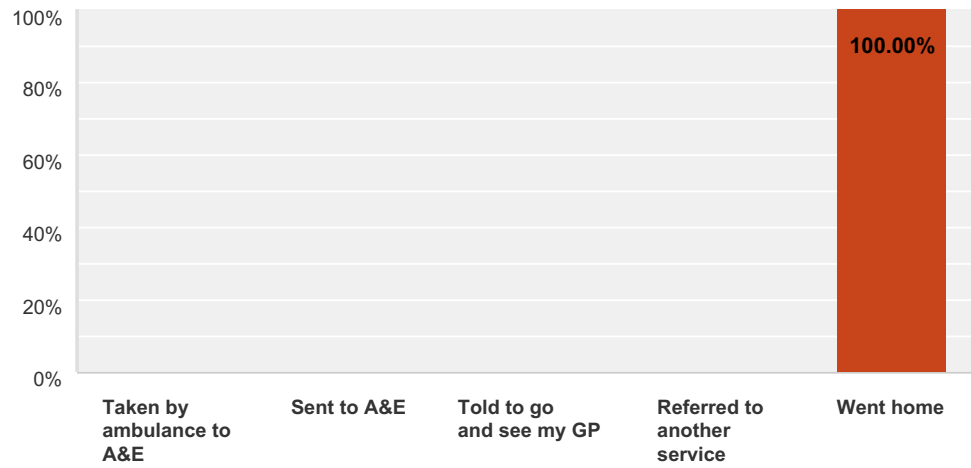 100%
100.00%
80%
60%
40%
20%
0%
Taken by
ambulance to
A&E
Sent to A&E
Told to go
and see my GP
Referred to
another
service
Went home